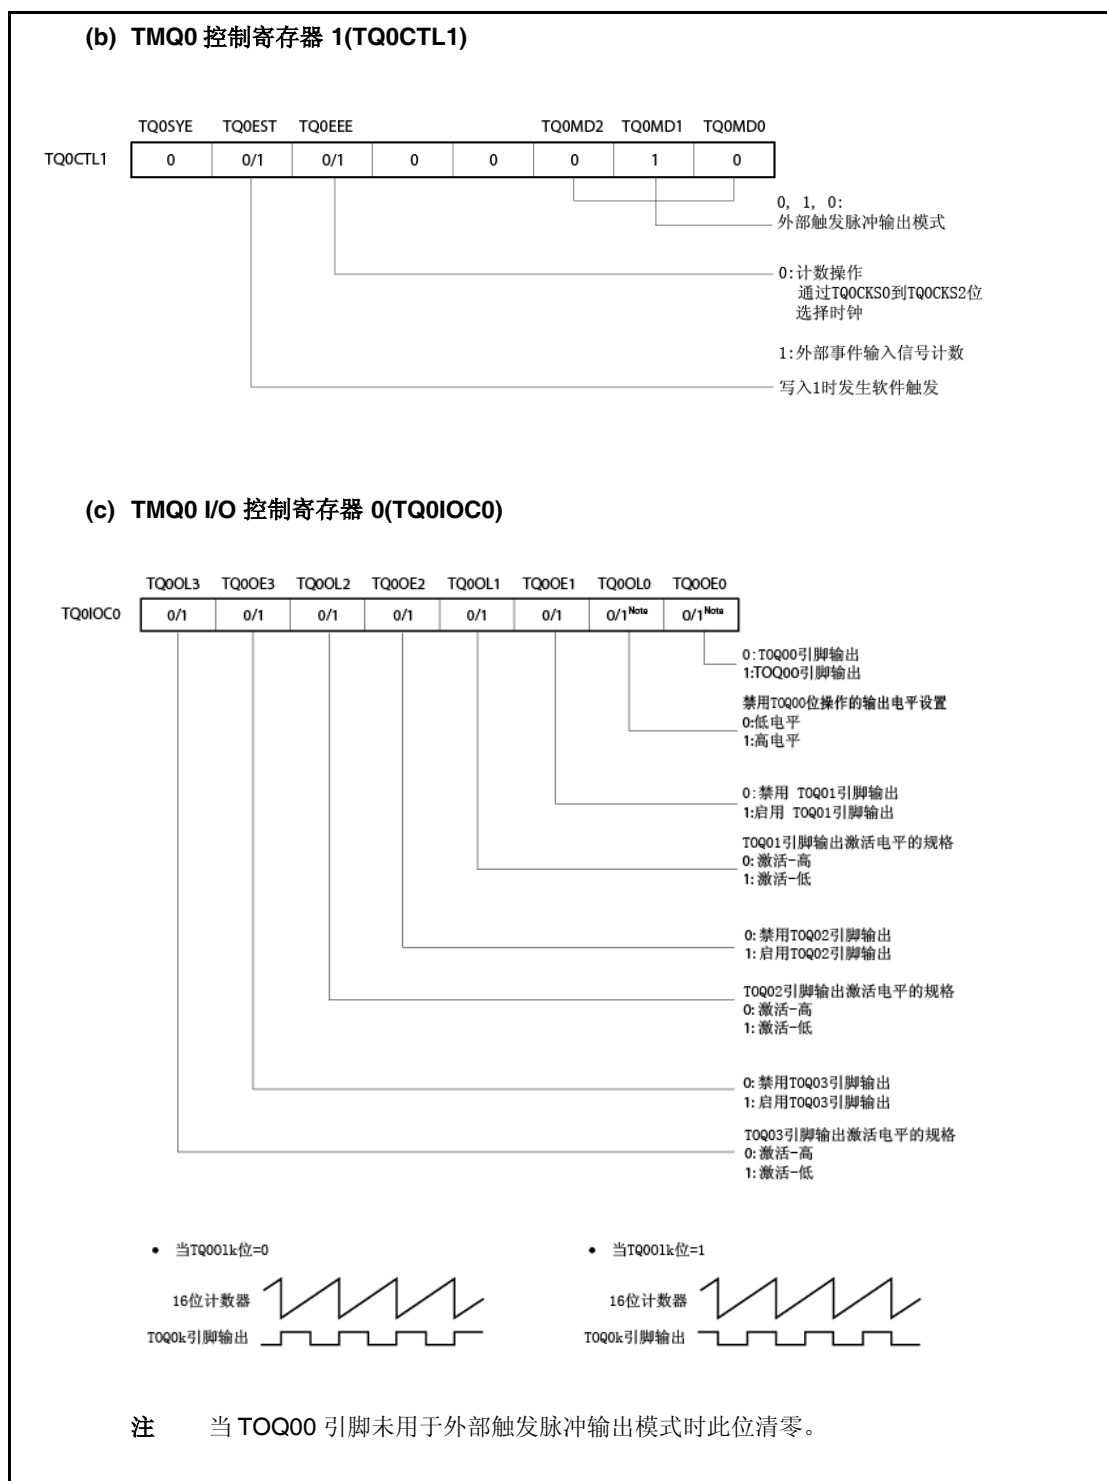 (b) TMQ0 控制寄存器 1(TQ0CTL1)
TQ0SYE TQ0EST TQ0EEE TQ0MD2 TQ0MD1 TQ0MD0
TQ0CTL1 0 0/1 0/1 0 0 0 1 0
0, 1, 0:
外部触发脉冲输出模式
0:计数操作
通过TQ0CKS0到TQ0CKS2位
选择时钟
1:外部事件输入信号计数
写入1时发生软件触发
(c) TMQ0 I/O 控制寄存器 0(TQ0IOC0)
TQ0OL3 TQ0OE3 TQ0OL2 TQ0OE2 TQ0OL1 TQ0OE1 TQ0OL0 TQ0OE0
TQ0IOC0 0/1 0/1 0/1 0/1 0/1 0/1 0/1Note 0/1Note
0:TOQ00引脚输出
1:TOQ00引脚输出
禁用TOQ00位操作的输出电平设置
0:低电平
1:高电平
0:禁用 TOQ01引脚输出
1:启用 TOQ01引脚输出
TOQ01引脚输出激活电平的规格
0:激活-高
1:激活-低
0:禁用TOQ02引脚输出
1:启用TOQ02引脚输出
TOQ02引脚输出激活电平的规格
0:激活-高
1:激活-低
0:禁用TOQ03引脚输出
1:启用TOQ03引脚输出
TOQ03引脚输出激活电平的规格
0:激活-高
1:激活-低
• 当TQ0O1k位=0
• 当TQ0O1k位=1
16位计数器
16位计数器
TOQ0k引脚输出
TOQ0k引脚输出
注 当 TOQ00 引脚未用于外部触发脉冲输出模式时此位清零。